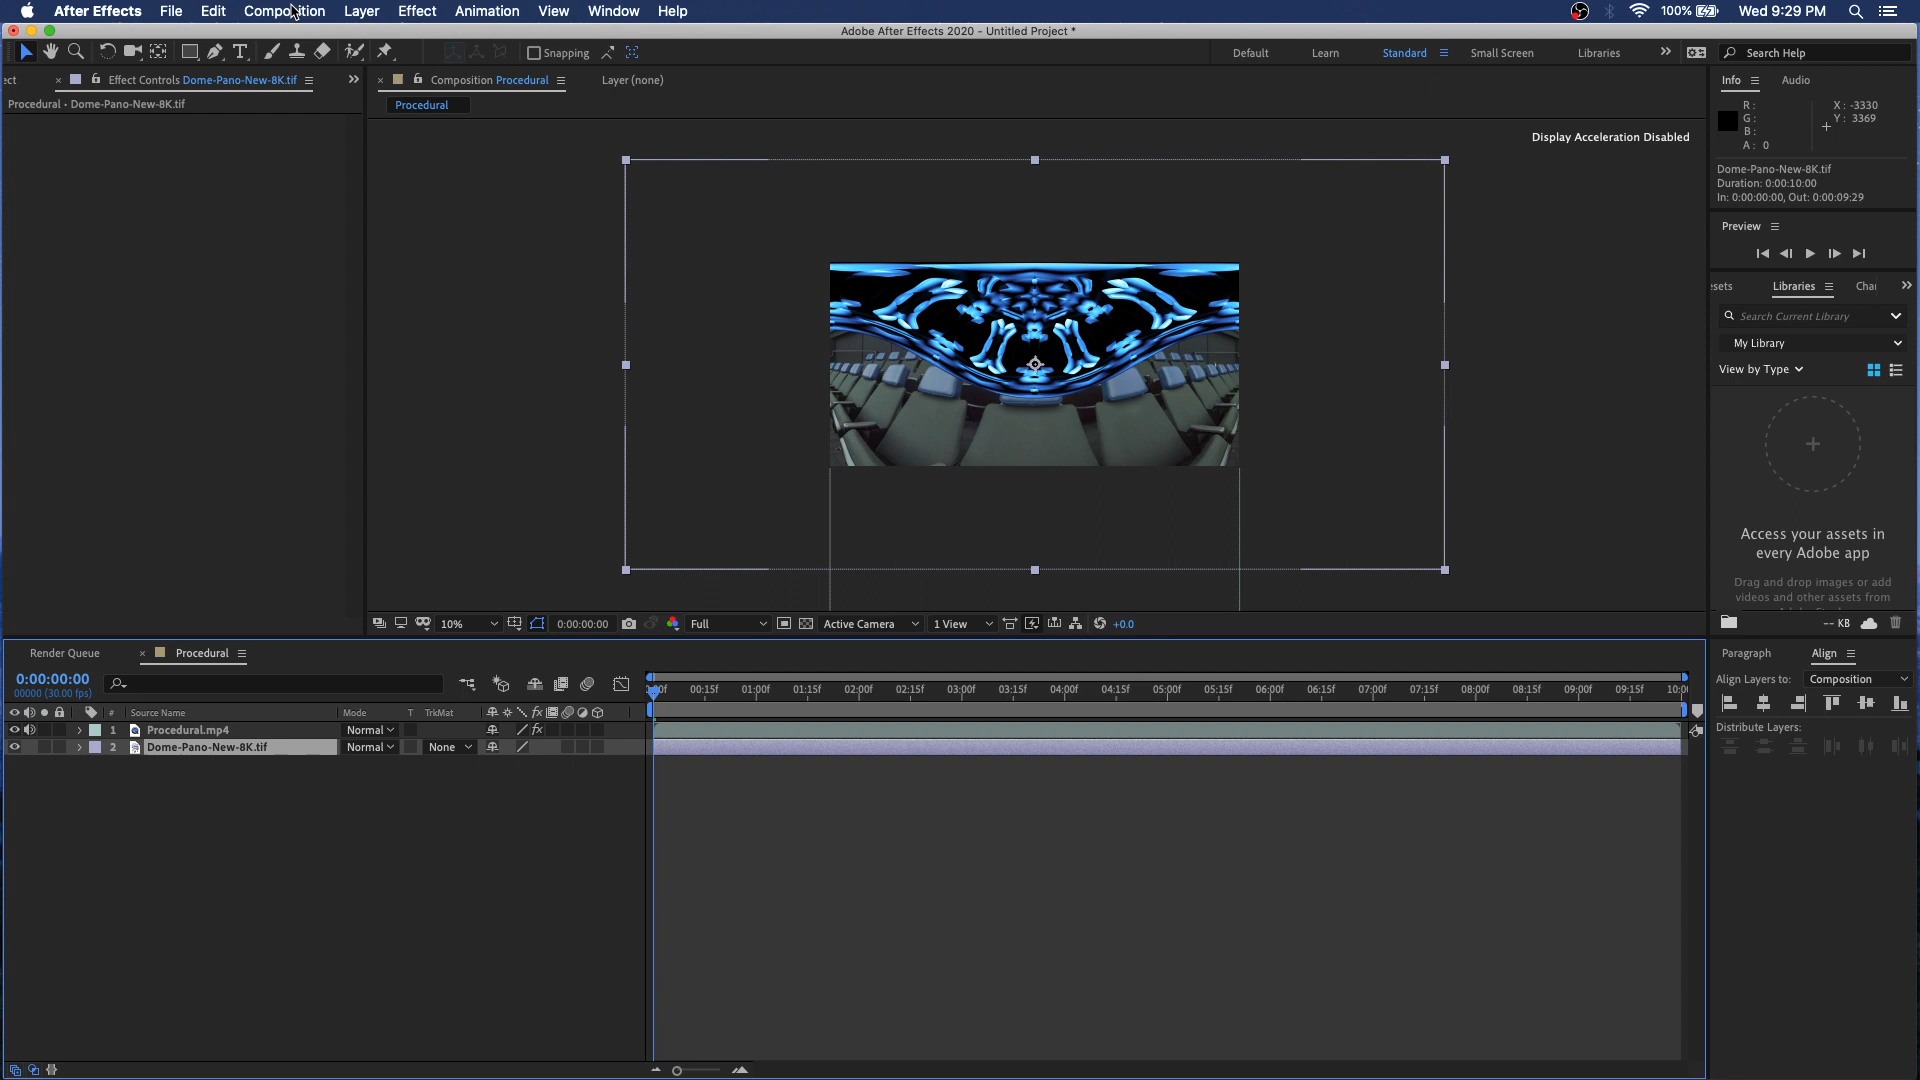 After Effects File Edit Composition Layer Effect Animation View Window Help 100% Wed 9:29 PM
Adobe After Effects 2020 - Untitled Project *
Snapping Default Learn Standard Small Screen Libraries Search Help
ect Effect Controls Dome-Pano-New-8K.tif Composition Procedural Layer (none) Info Audio
Procedural • Dome-Pano-New-8K.tif Procedural
R: X: -3330
G: Y: 3369
B:
A: 0
Display Acceleration Disabled
Dome-Pano-New-8K.tif
Duration: 0:00:10:00
In: 0:00:00:00, Out: 0:00:09:29
Preview
sets Libraries Cha
Search Current Library
My Library
View by Type
Access your assets in
every Adobe app
Drag and drop images or add
videos and other assets from
10% 0:00:00:00 Full Active Camera 1 View +0.0 -- KB
Render Queue Procedural Paragraph Align
0:00:00:00
00000 (30.00 fps)
Align Layers to: Composition
00:15f 01:00f 01:15f 02:00f 02:15f 03:00f 03:15f 04:00f 04:15f 05:00f 05:15f 06:00f 06:15f 07:00f 07:15f 08:00f 08:15f 09:00f 09:15f 10:0
# Source Name Mode T TrkMat
Distribute Layers:
1 Procedural.mp4 Normal
2 Dome-Pano-New-8K.tif Normal None